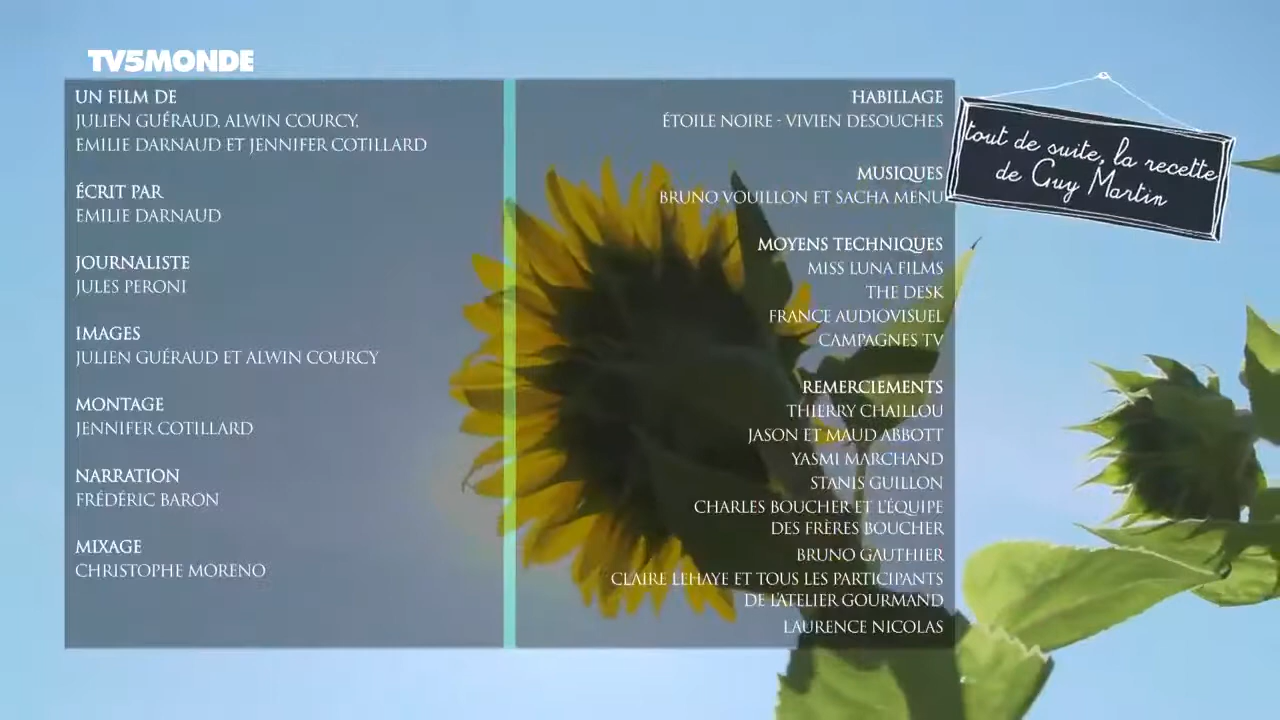 TV5MONDE
UN FILM DE
JULIEN GUÉRAUD, ALWIN COURCY,
EMILIE DARNAUD ET JENNIFER COTILLARD
ÉCRIT PAR
EMILIE DARNAUD
JOURNALISTE
JULES PERONI
IMAGES
JULIEN GUÉRAUD ET ALWIN COURCY
MONTAGE
JENNIFER COTILLARD
NARRATION
FRÉDÉRIC BARON
MIXAGE
CHRISTOPHE MORENO
HABILLAGE
ÉTOILE NOIRE - VIVIEN DESOUCHES
MUSIQUES
BRUNO VOUILLON ET SACHA MENU
MOYENS TECHNIQUES
MISS LUNA FILMS
THE DESK
FRANCE AUDIOVISUEL
CAMPAGNES TV
REMERCIEMENTS
THIERRY CHAILLOU
JASON ET MAUD ABBOTT
YASMI MARCHAND
STANIS GUILLON
CHARLES BOUCHER ET L'ÉQUIPE
DES FRÈRES BOUCHER
BRUNO GAUTHIER
CLAIRE LEHAYE ET TOUS LES PARTICIPANTS
DE L'ATELIER GOURMAND
LAURENCE NICOLAS
tout de suite, la recette
de Guy Martin